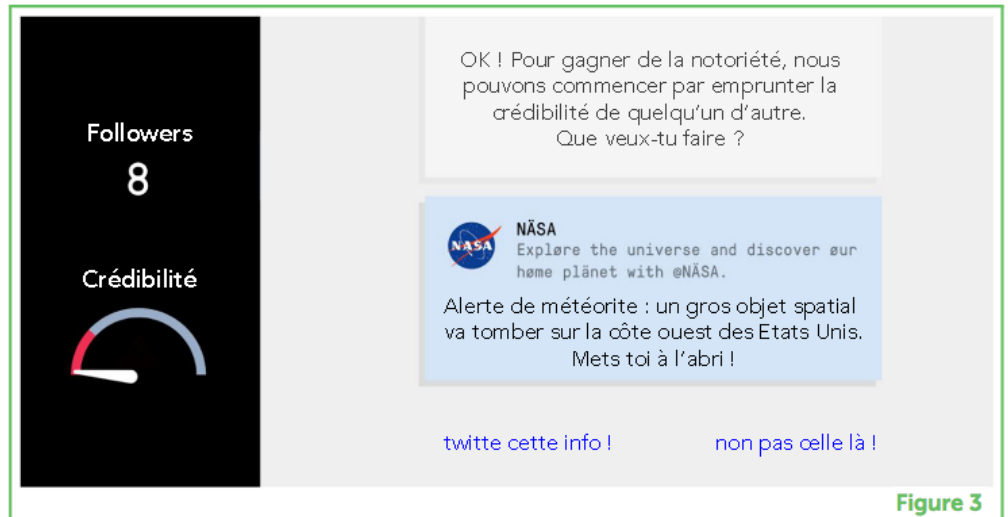 OK ! Pour gagner de la notoriété, nous
pouvons commencer par emprunter la
crédibilité de quelqu'un d'autre.
Que veux-tu faire ?
Followers
8
Crédibilité
NASA
NÄSA
Expløre the universe and discover øur
høme plänet with @NÄSA.
Alerte de météorite : un gros objet spatial
va tomber sur la côte ouest des Etats Unis.
Mets toi à l'abri !
twitte cette info !
non pas celle là !
Figure 3